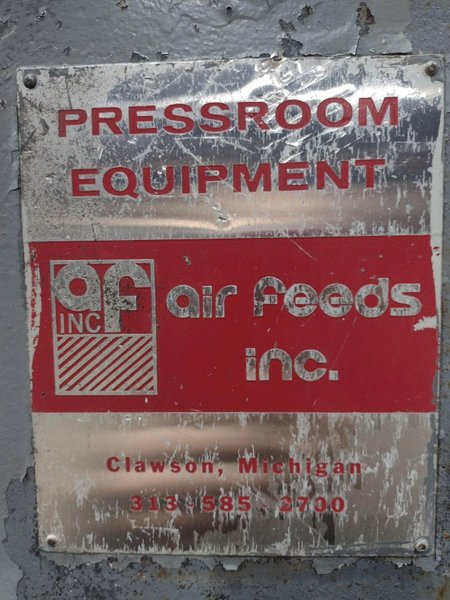 PRESSROOM
EQUIPMENT
af
INC
air feeds
inc.
Clawson, Michigan
313-585-2700